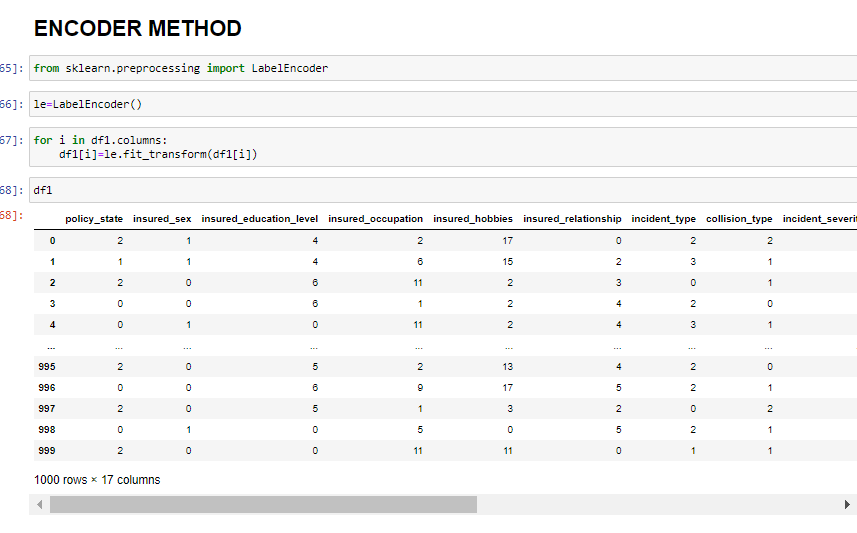 ENCODER METHOD
65]: from sklearn.preprocessing import LabelEncoder
66]: le=LabelEncoder()
67]: for i in df1.columns:
df1[i]=le.fit_transform(df1[i])
68]: df1
68]:
policy_state insured_sex insured_education_level insured_occupation insured_hobbies insured_relationship incident_type collision_type incident_severit
0 2 1 4 2 17 0 2 2
1 1 1 4 6 15 2 3 1
2 2 0 6 11 2 3 0 1
3 0 0 6 1 2 4 2 0
4 0 1 0 11 2 4 3 1
... ... ... ... ... ... ... ... ...
995 2 0 5 2 13 4 2 0
996 0 0 6 9 17 5 2 1
997 2 0 5 1 3 2 0 2
998 0 1 0 5 0 5 2 1
999 2 0 0 11 11 0 1 1
1000 rows × 17 columns